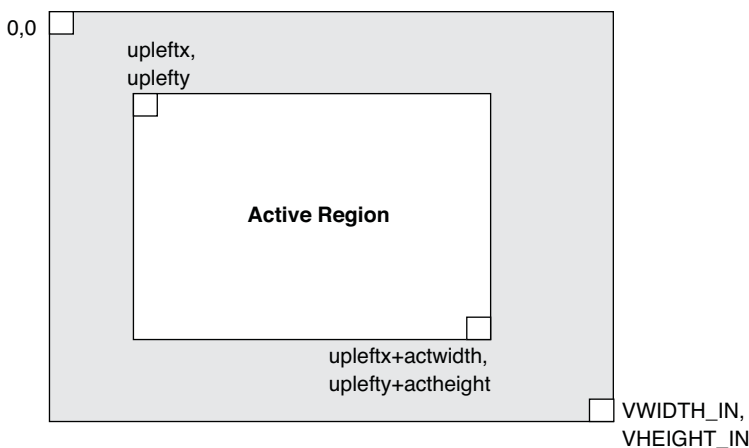 0,0
upleftx,
uplefty
Active Region
upleftx+actwidth,
uplefty+actheight
VWIDTH_IN,
VHEIGHT_IN